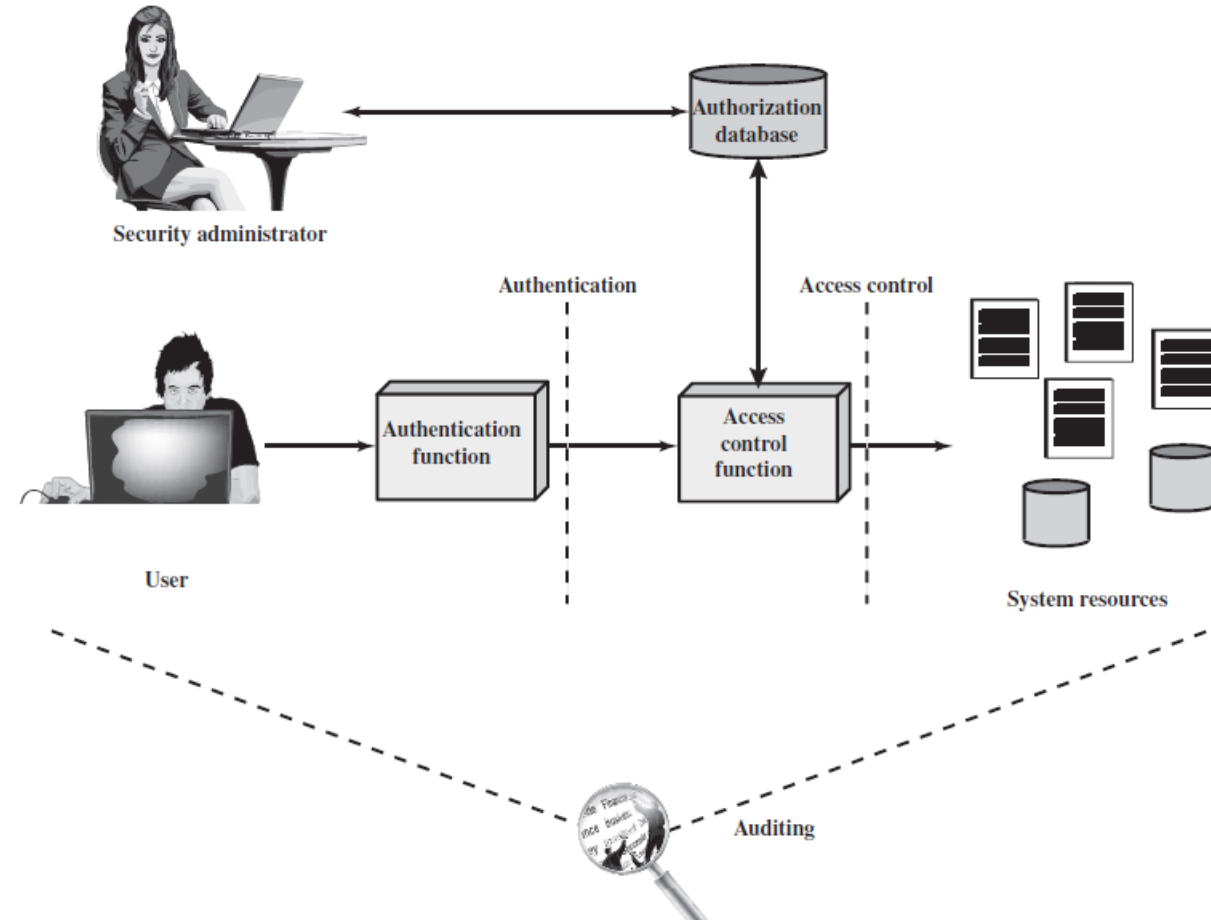 Authorization
database
Security administrator
Authentication
Access control
Authentication
function
Access
control
function
User
System resources
Auditing